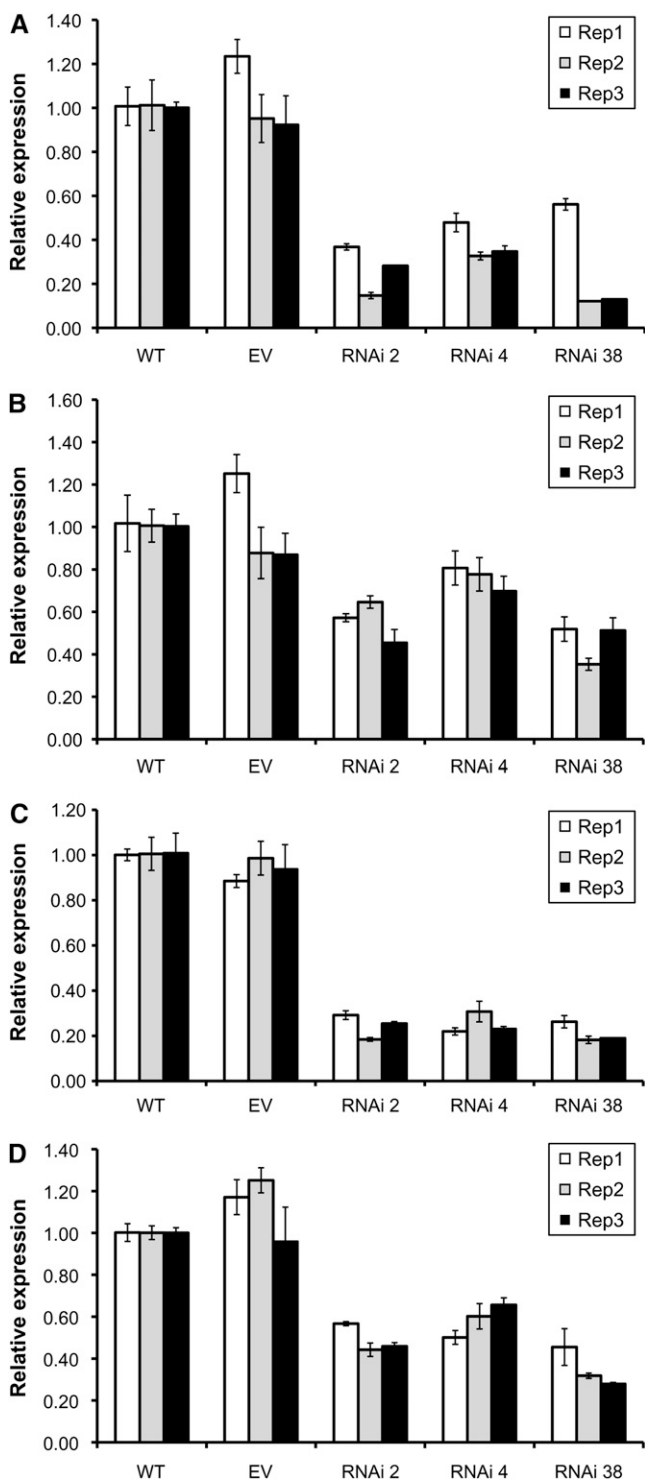 A
Relative expression
1.40
1.20
1.00
0.80
0.60
0.40
0.20
0.00
Rep1
Rep2
Rep3
WT EV RNAi 2 RNAi 4 RNAi 38
B
Relative expression
1.60
1.40
1.20
1.00
0.80
0.60
0.40
0.20
0.00
Rep1
Rep2
Rep3
WT EV RNAi 2 RNAi 4 RNAi 38
C
Relative expression
1.20
1.00
0.80
0.60
0.40
0.20
0.00
Rep1
Rep2
Rep3
WT EV RNAi 2 RNAi 4 RNAi 38
D
Relative expression
1.40
1.20
1.00
0.80
0.60
0.40
0.20
0.00
Rep1
Rep2
Rep3
WT EV RNAi 2 RNAi 4 RNAi 38